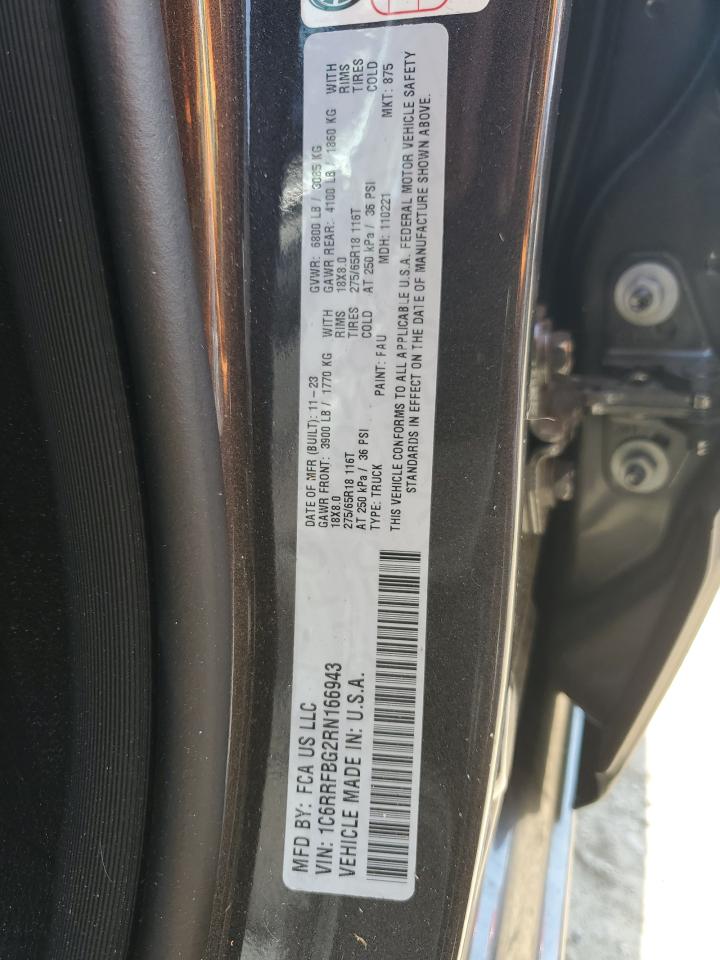 MFD BY: FCA US LLC
VIN: 1C6RRFBG2RN166943
VEHICLE MADE IN: U.S.A.
DATE OF MFR (BUILT): 11-23
GAWR FRONT: 3900 LB / 1770 KG WITH
18X8.0 RIMS
275/65R18 116T TIRES
AT 250 kPa / 36 PSI COLD
TYPE: TRUCK PAINT: FAU
GVWR: 6800 LB / 3085 KG
GAWR REAR: 4100 LB / 1860 KG WITH
18X8.0 RIMS
275/65R18 116T TIRES
AT 250 kPa / 36 PSI COLD
MDH: 110221 MKT: 875
THIS VEHICLE CONFORMS TO ALL APPLICABLE U.S.A. FEDERAL MOTOR VEHICLE SAFETY
STANDARDS IN EFFECT ON THE DATE OF MANUFACTURE SHOWN ABOVE.